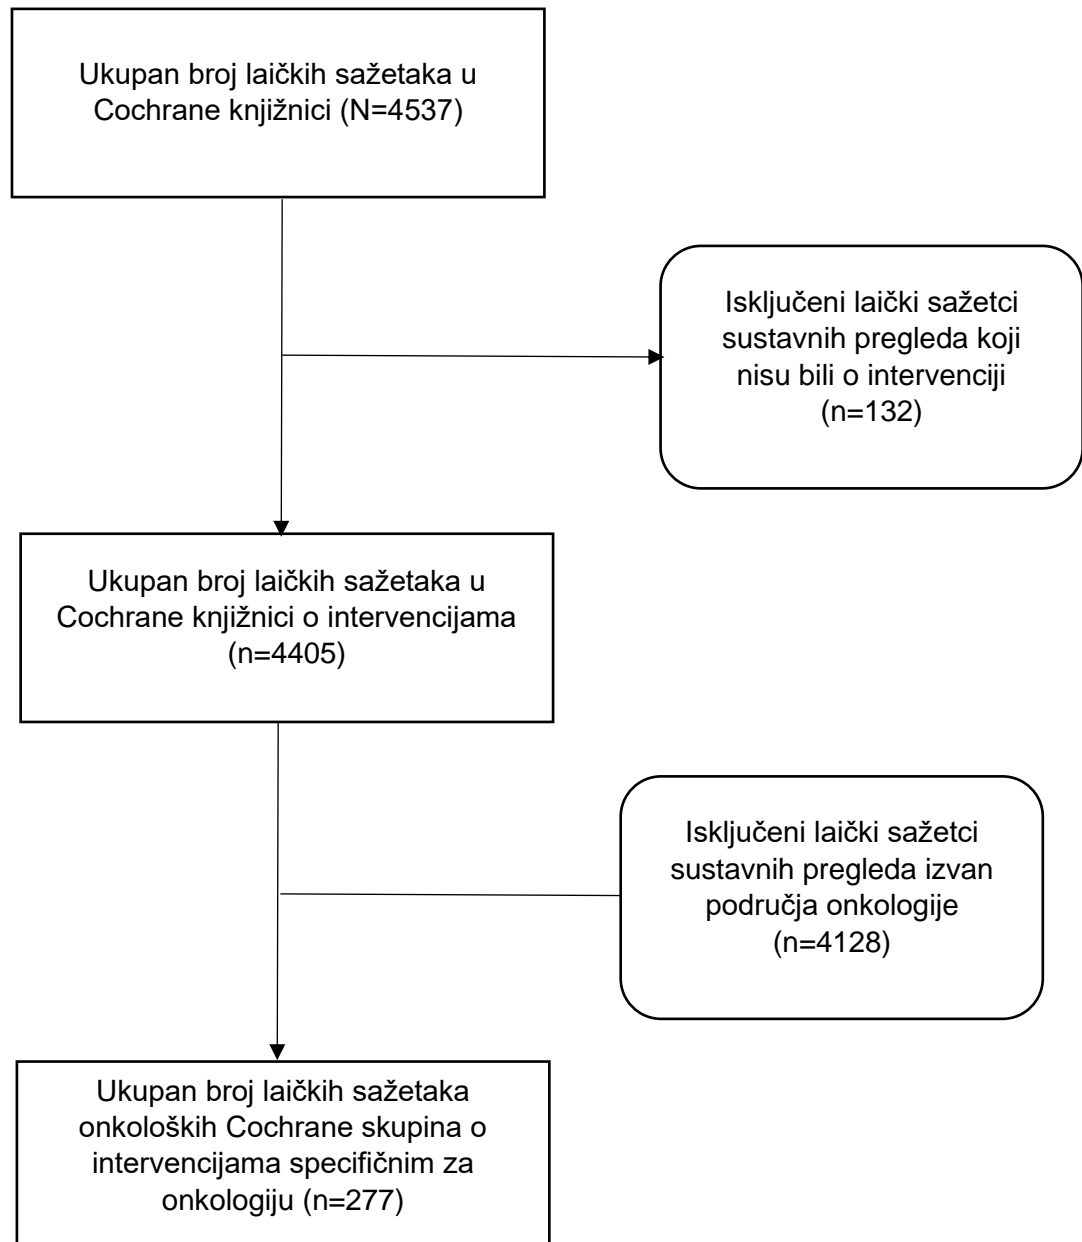 Ukupan broj laičkih sažetaka u
Cochrane knjižnici (N=4537)
Isključeni laički sažetci
sustavnih pregleda koji
nisu bili o intervenciji
(n=132)
Ukupan broj laičkih sažetaka u
Cochrane knjižnici o intervencijama
(n=4405)
Isključeni laički sažetci
sustavnih pregleda izvan
područja onkologije
(n=4128)
Ukupan broj laičkih sažetaka
onkoloških Cochrane skupina o
intervencijama specifičnim za
onkologiju (n=277)